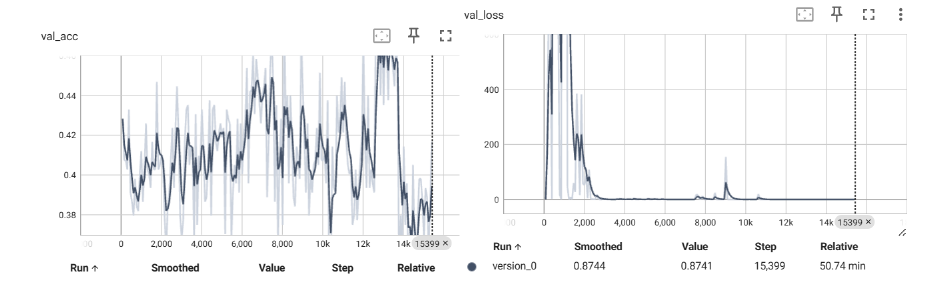 val_acc
0.44
0.42
0.4
0.38
0 2,000 4,000 6,000 8,000 10k 12k 14k 15399 ×
Run ↑ Smoothed Value Step Relative
val_loss
400
200
0
0 2,000 4,000 6,000 8,000 10k 12k 14k 15399 ×
Run ↑ Smoothed Value Step Relative
version_0 0.8744 0.8741 15,399 50.74 min